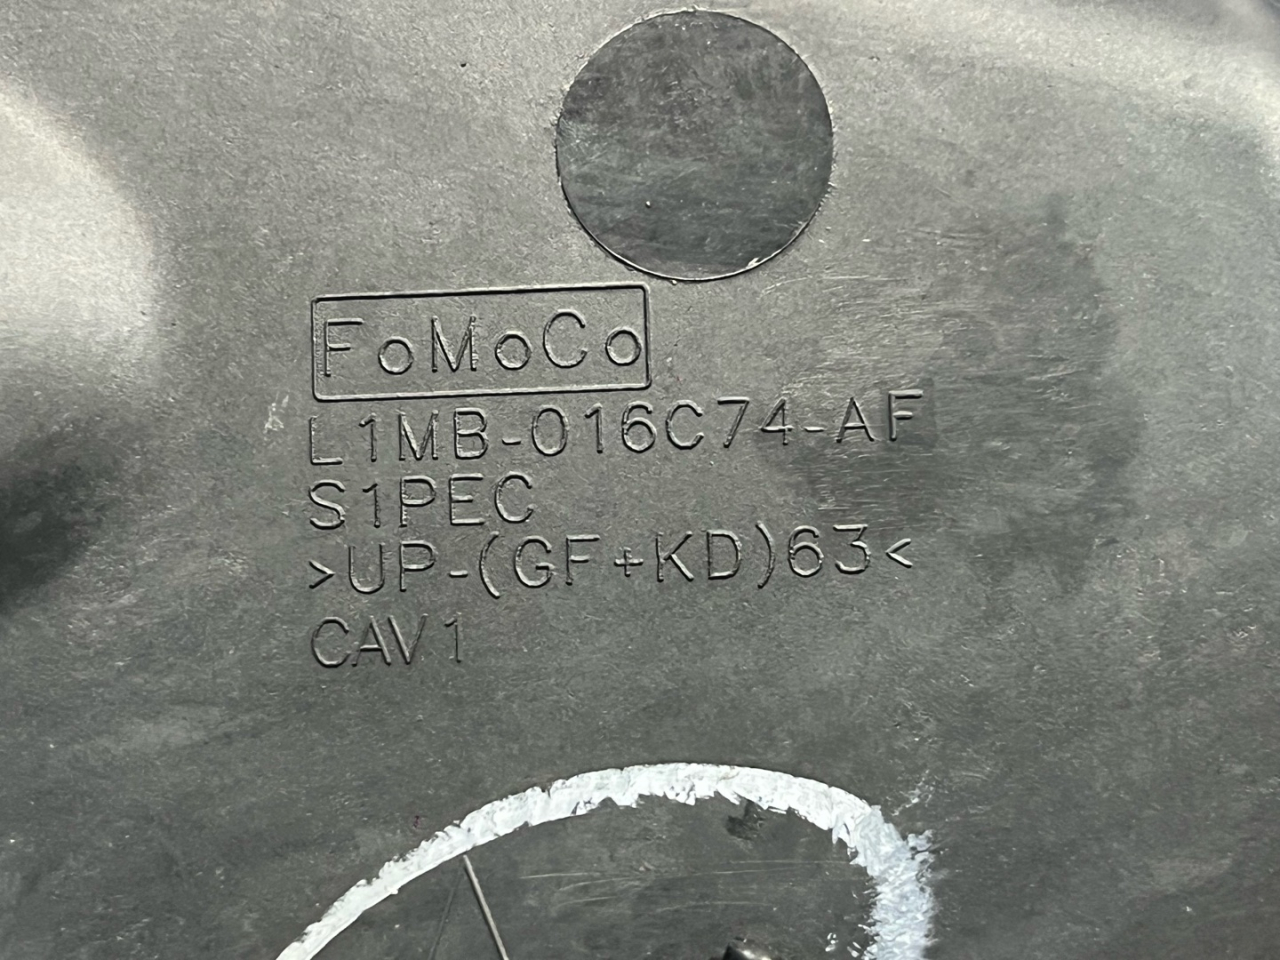 FoMoCo
L1MB-016C74-AF
S1PEC
>UP-(GF+KD)63<
CAV1